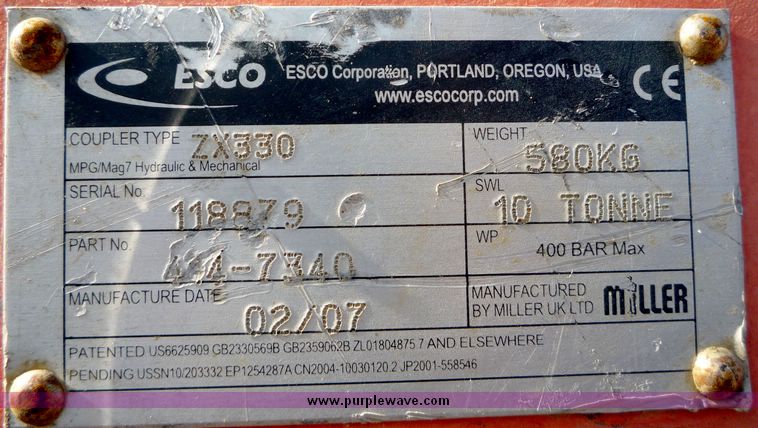 ESCO ESCO Corporation, PORTLAND, OREGON, USA
www.escocorp.com CE
COUPLER TYPE ZX330
MPG/Mag7 Hydraulic & Mechanical
WEIGHT 580KG
SERIAL No. 118879
SWL 10 TONNE
PART No. 4A4-7340
WP 400 BAR Max
MANUFACTURE DATE 02/07
MANUFACTURED
BY MILLER UK LTD MILLER
PATENTED US6625909 GB2330569B GB2359062B ZL01804875 7 AND ELSEWHERE
PENDING USSN10/203332 EP1254287A CN2004-10030120.2 JP2001-558546
www.purplewave.com